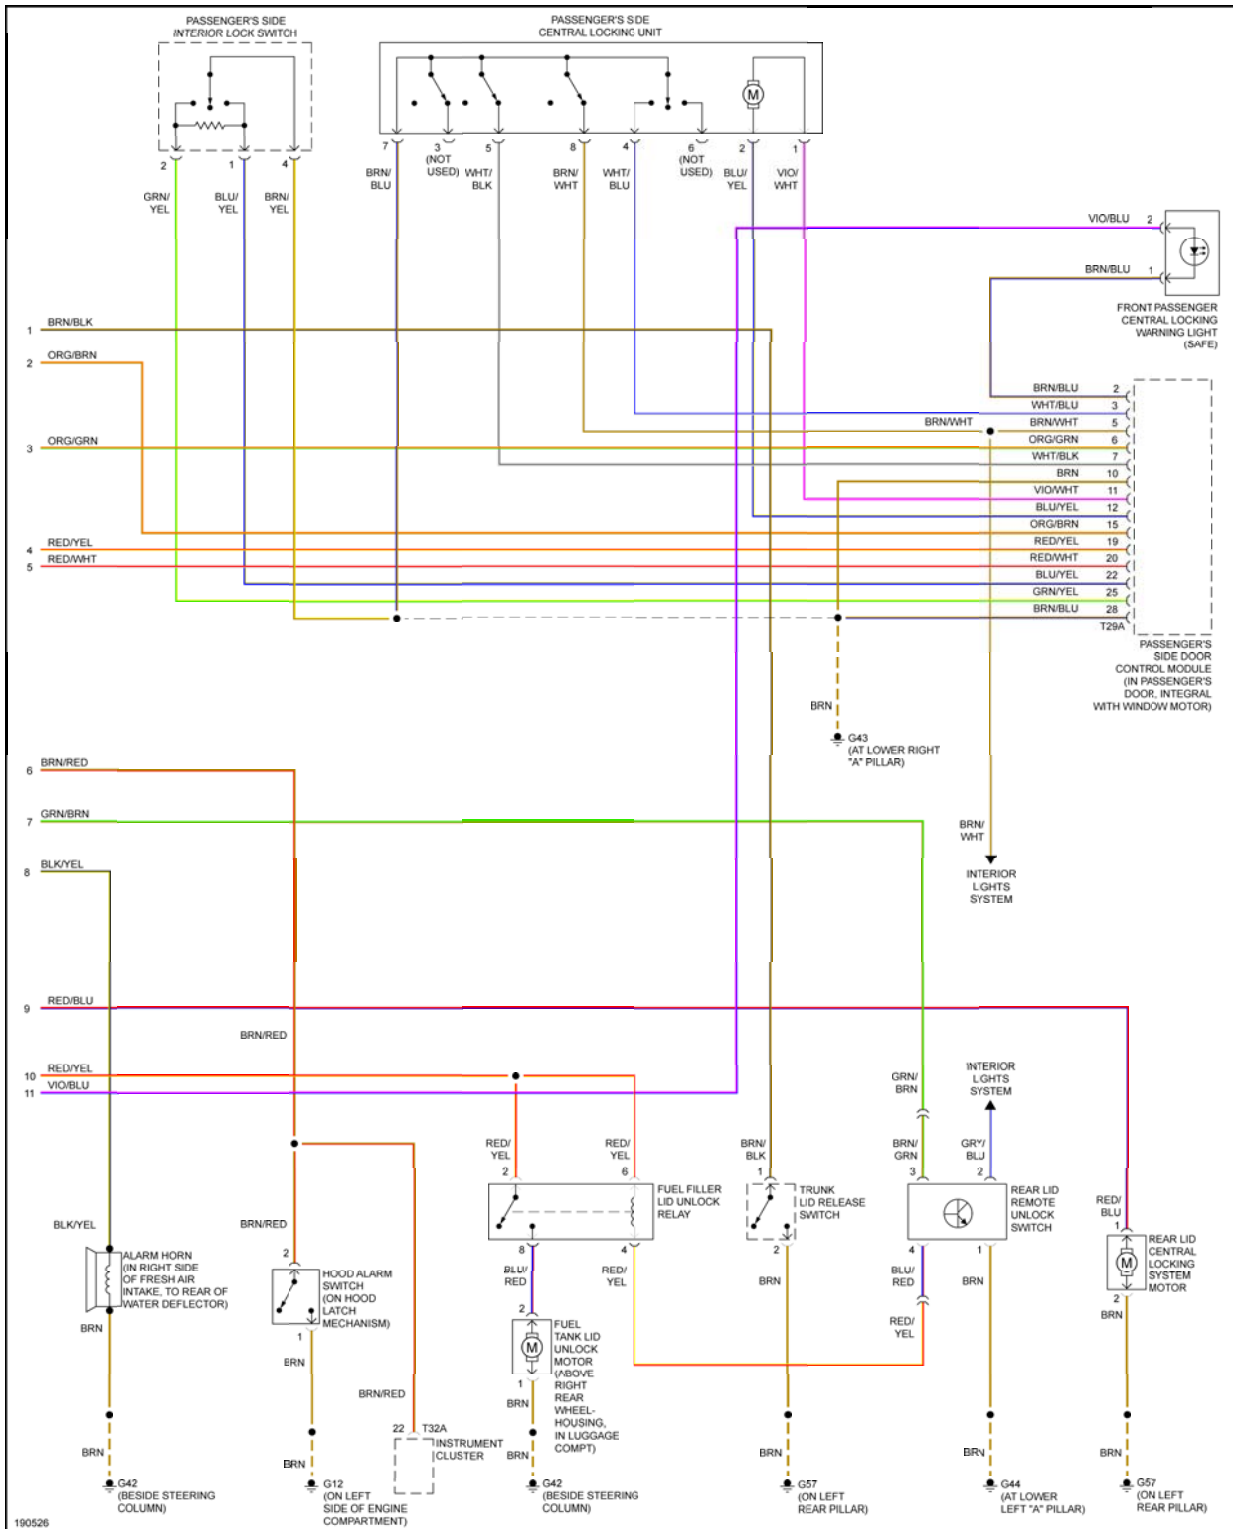 PASSENGER'S SIDE
INTERIOR LOCK SWITCH
PASSENGER'S SIDE
CENTRAL LOCKING UNIT
M
2
1
4
7
3
(NOT
USED)
5
8
4
6
(NOT
USED)
2
1
GRN/
YEL
BLU/
YEL
BRN/
YEL
BRN/
BLU
WHT/
BLK
BRN/
WHT
WHT/
BLU
BLU/
YEL
VIO/
WHT
VIO/BLU 2
BRN/BLU 1
FRONT PASSENGER
CENTRAL LOCKING
WARNING LIGHT
(SAFE)
1 BRN/BLK
2 ORG/BRN
3 ORG/GRN
4 RED/YEL
5 RED/WHT
BRN/WHT
BRN/BLU 2
WHT/BLU 3
BRN/WHT 5
ORG/GRN 6
WHT/BLK 7
BRN 10
VIO/WHT 11
BLU/YEL 12
ORG/BRN 15
RED/YEL 19
RED/WHT 20
BLU/YEL 22
GRN/YEL 25
BRN/BLU 28
T29A
PASSENGER'S
SIDE DOOR
CONTROL MODULE
(IN PASSENGER'S
DOOR, INTEGRAL
WITH WINDOW MOTOR)
BRN
G43
(AT LOWER RIGHT
"A" PILLAR)
6 BRN/RED
7 GRN/BRN
8 BLK/YEL
BRN/
WHT
INTERIOR
LGHTS
SYSTEM
9 RED/BLU
BRN/RED
10 RED/YEL
11 VIO/BLU
GRN/
BRN
INTERIOR
LGHTS
SYSTEM
RED/
YEL
2
RED/
YEL
6
BRN/
BLK
1
BRN/
GRN
3
GRY/
BLU
2
RED/
BLU
1
FUEL FILLER
LID UNLOCK
RELAY
TRUNK
LID RELEASE
SWITCH
REAR LID
REMOTE
UNLOCK
SWITCH
M
REAR LID
CENTRAL
LOCKING
SYSTEM
MOTOR
BLK/YEL
BRN/RED
2
ALARM HORN
(IN RIGHT SIDE
OF FRESH AIR
INTAKE, TO REAR OF
WATER DEFLECTOR)
HOOD ALARM
SWITCH
(ON HOOD
LATCH
MECHANISM)
8
BLU/
RED
4
RED/
YEL
2
BRN
4
BLU/
RED
1
BRN
2
BRN
RED/
YEL
2
M
FUEL
TANK LID
UNLOCK
MOTOR
(ABOVE
RIGHT
REAR
WHEEL-
HOUSING,
IN LUGGAGE
COMPT)
BRN
1
BRN
1
BRN
BRN/RED
22 T32A
INSTRUMENT
CLUSTER
BRN
BRN
BRN
BRN
BRN
BRN
G42
(BESIDE STEERING
COLUMN)
G12
(ON LEFT
SIDE OF ENGINE
COMPARTMENT)
G42
(BESIDE STEERING
COLUMN)
G57
(ON LEFT
REAR PILLAR)
G44
(AT LOWER
LEFT "A" PILLAR)
G57
(ON LEFT
REAR PILLAR)
190526